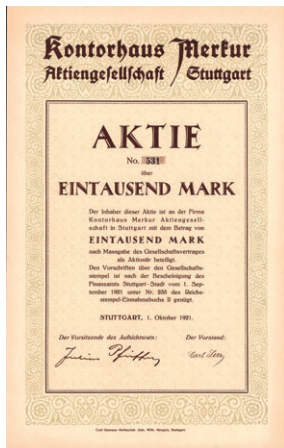 Kontorhaus Merkur
Aktiengesellschaft Stuttgart
AKTIE
No. 531
über
EINTAUSEND MARK
Der Inhaber dieser Aktie ist an der Firma
Kontorhaus Merkur Aktiengesell-
schaft in Stuttgart mit dem Betrag von
EINTAUSEND MARK
nach Massgabe des Gesellschaftsvertrages
als Aktionär beteiligt.
Den Vorschriften über den Gesellschafts-
stempel ist nach der Bescheinigung des
Finanzamts Stuttgart-Stadt vom 1. Sep-
tember 1921 unter Nr. 935 des Reichs-
stempel-Einnahmebuchs II genügt.
STUTTGART, 1. Oktober 1921.
Der Vorsitzende des Aufsichtsrats: Der Vorstand: